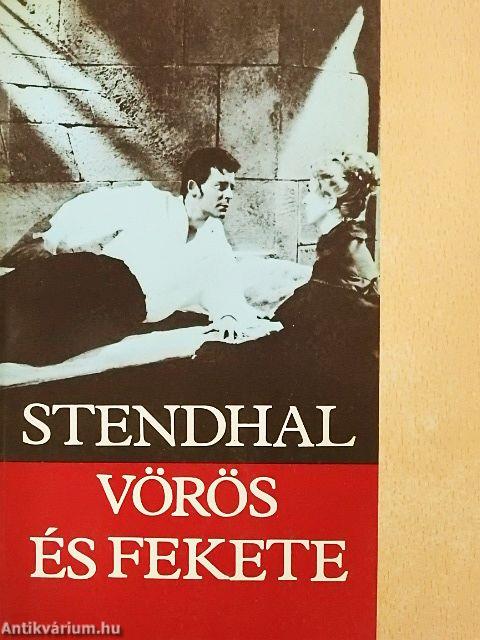 STENDHAL
VÖRÖS
ÉS FEKETE
Antikvárium.hu